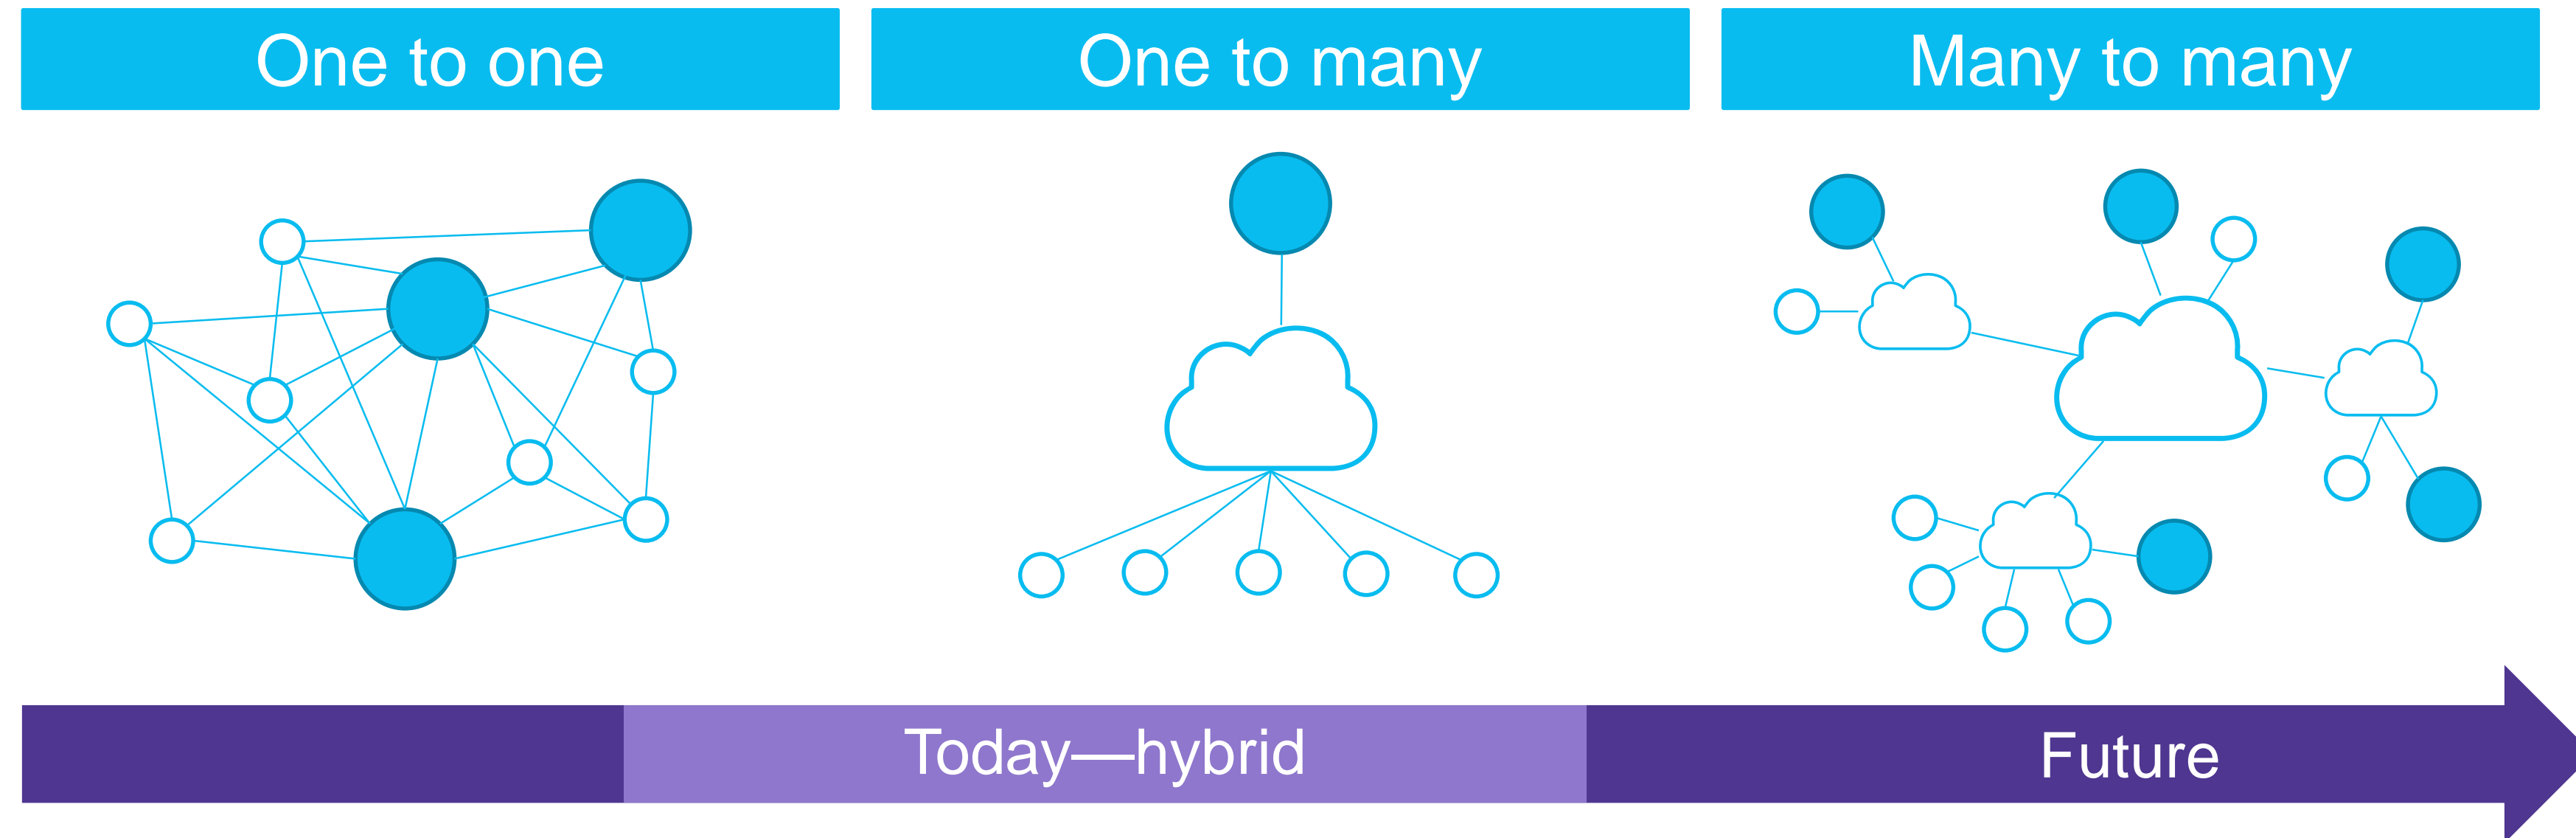 One to one
One to many
Many to many
Today—hybrid
Future